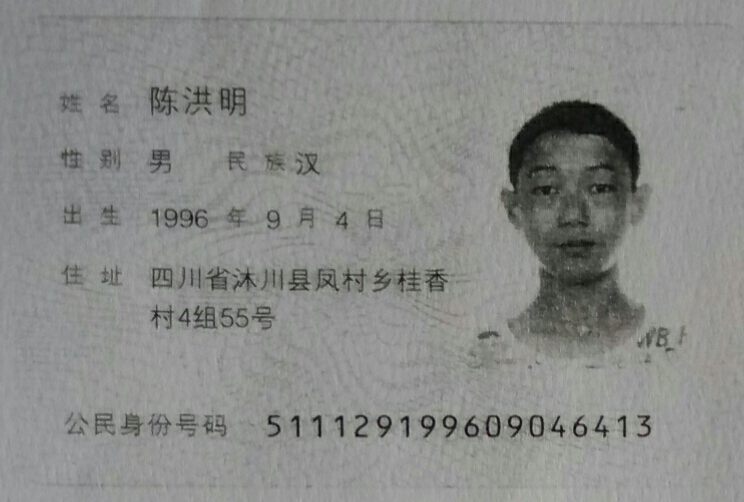 姓名 陈洪明
性别 男 民族 汉
出生 1996 年 9 月 4 日
住址 四川省沐川县凤村乡桂香
村4组55号
公民身份号码 511129199609046413